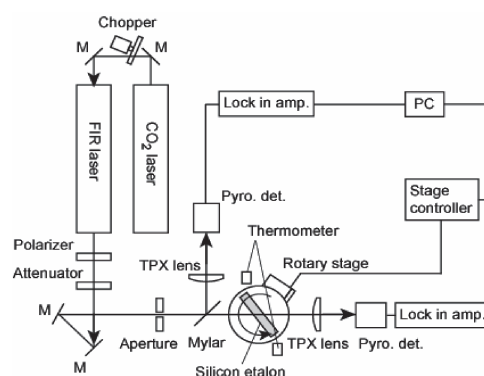 Chopper
M
M
Lock in amp.
PC
FIR laser
CO₂ laser
Pyro. det.
Stage
controller
Thermometer
Polarizer
TPX lens
Rotary stage
Attenuator
M
Aperture
Mylar
TPX lens
Lock in amp.
Pyro. det.
M
Silicon etalon